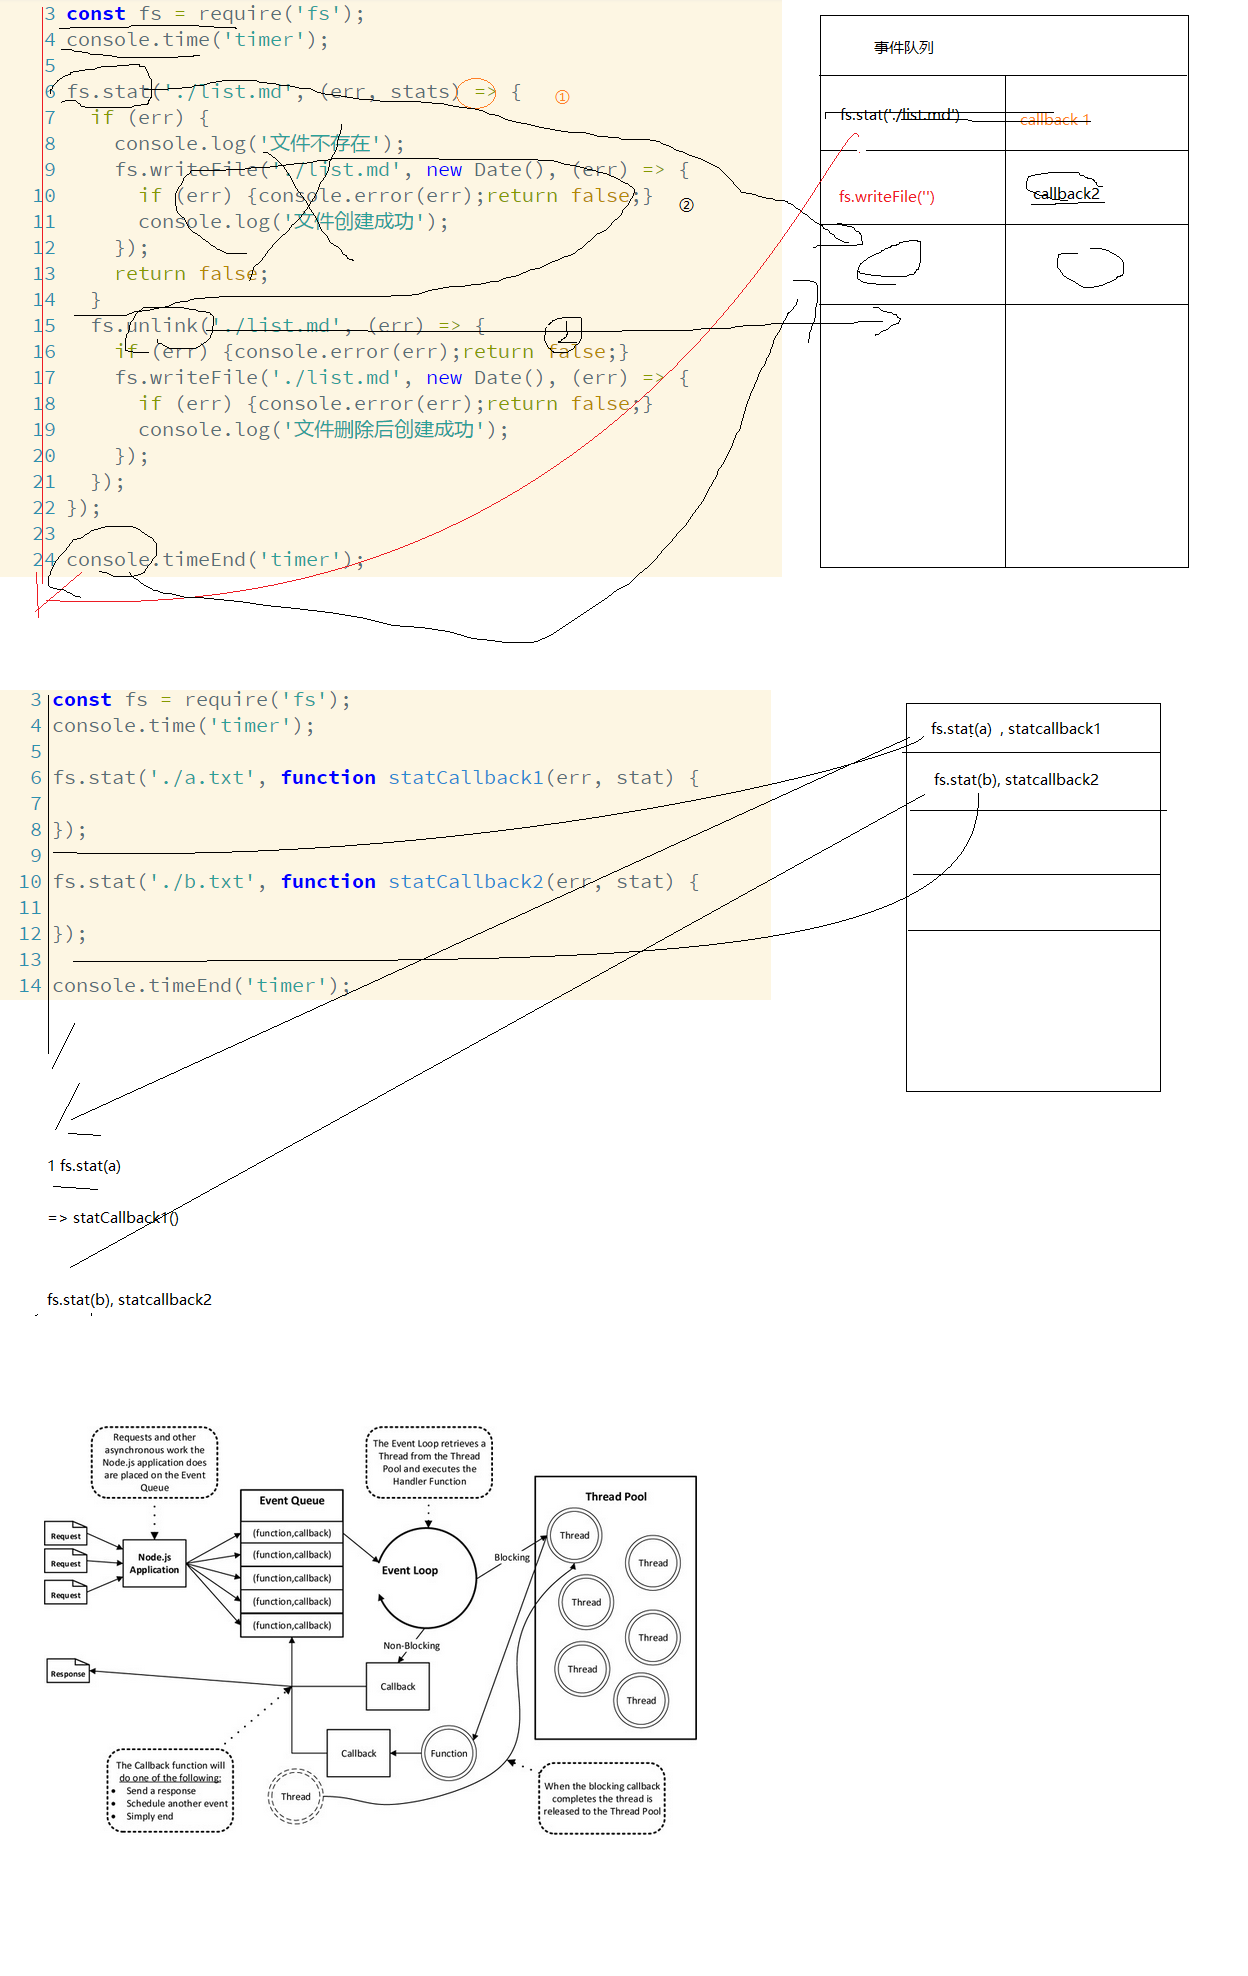 3 const fs = require('fs');
4 console.time('timer');
5
6 fs.stat('./list.md', (err, stats) => { ①
7 if (err) {
8 console.log('文件不存在');
9 fs.writeFile('./list.md', new Date(), (err) => {
10 if (err) {console.error(err);return false;} ②
11 console.log('文件创建成功');
12 });
13 return false;
14 }
15 fs.unlink('./list.md', (err) => {
16 if (err) {console.error(err);return false;}
17 fs.writeFile('./list.md', new Date(), (err) => {
18 if (err) {console.error(err);return false;}
19 console.log('文件删除后创建成功');
20 });
21 });
22 });
23
24 console.timeEnd('timer');
事件队列
fs.stat('./list.md') callback 1
fs.writeFile('') callback2
3 const fs = require('fs');
4 console.time('timer');
5
6 fs.stat('./a.txt', function statCallback1(err, stat) {
7
8 });
9
10 fs.stat('./b.txt', function statCallback2(err, stat) {
11
12 });
13
14 console.timeEnd('timer');
fs.stat(a) , statcallback1
fs.stat(b), statcallback2
1 fs.stat(a)
=> statCallback1()
fs.stat(b), statcallback2
Requests and other
asynchronous work the
Node.js application does
are placed on the Event
Queue
The Event Loop retrieves a
Thread from the Thread
Pool and executes the
Handler Function
Request
Request
Request
Node.js
Application
Event Queue
(function,callback)
(function,callback)
(function,callback)
(function,callback)
(function,callback)
Event Loop
Blocking
Non-Blocking
Thread Pool
Thread
Thread
Thread
Thread
Thread
Thread
Response
Callback
Callback
Function
Thread
The Callback function will
do one of the following:
• Send a response
• Schedule another event
• Simply end
When the blocking callback
completes the thread is
released to the Thread Pool